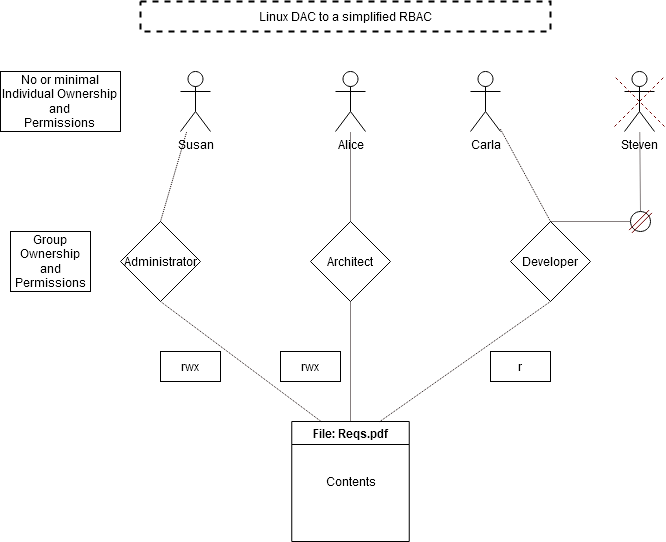 Linux DAC to a simplified RBAC
No or minimal
Individual Ownership
and
Permissions
Susan
Alice
Carla
Steven
Group
Ownership
and
Permissions
Administrator
Architect
Developer
rwx
rwx
r
File: Reqs.pdf
Contents